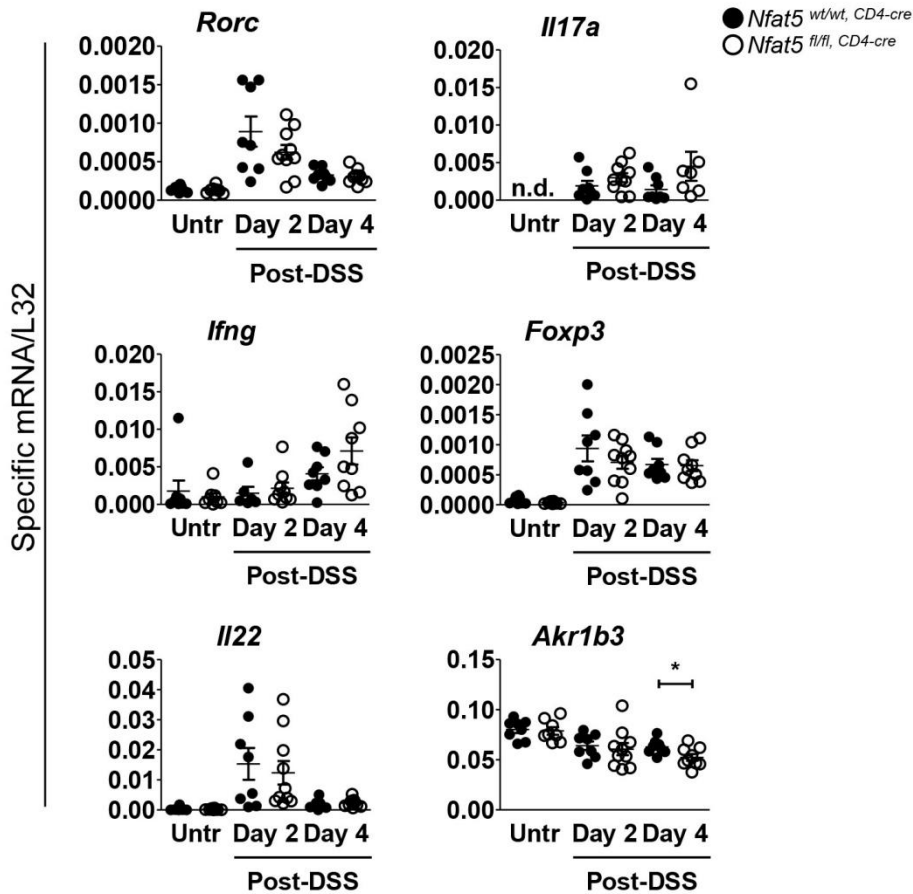 Nfat5 wt/wt, CD4-cre
Nfat5 fl/fl, CD4-cre
Specific mRNA/L32
Rorc
0.0020
0.0015
0.0010
0.0005
0.0000
Untr Day 2 Day 4
Post-DSS
Il17a
0.020
0.015
0.010
0.005
0.000
n.d.
Untr Day 2 Day 4
Post-DSS
Ifng
0.020
0.015
0.010
0.005
0.000
Untr Day 2 Day 4
Post-DSS
Foxp3
0.0025
0.0020
0.0015
0.0010
0.0005
0.0000
Untr Day 2 Day 4
Post-DSS
Il22
0.05
0.04
0.03
0.02
0.01
0.00
Untr Day 2 Day 4
Post-DSS
Akr1b3
0.15
0.10
0.05
0.00
*
Untr Day 2 Day 4
Post-DSS